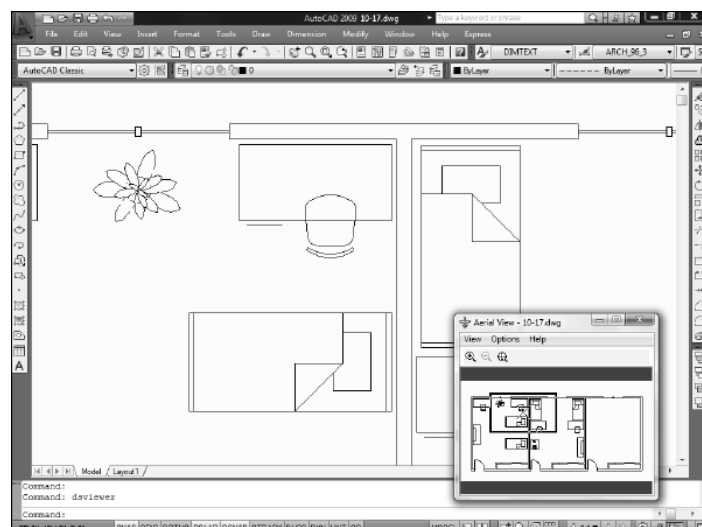 AutoCAD 2009 10-17.dwg
Type a keyword or phrase
File Edit View Insert Format Tools Draw Dimension Modify Window Help Express
DIMTEXT
ARCH_96_3
AutoCAD Classic
0
ByLayer
ByLayer
A
Aerial View - 10-17.dwg
View Options Help
Model / Layout1
Command:
Command: dsviewer
Command: